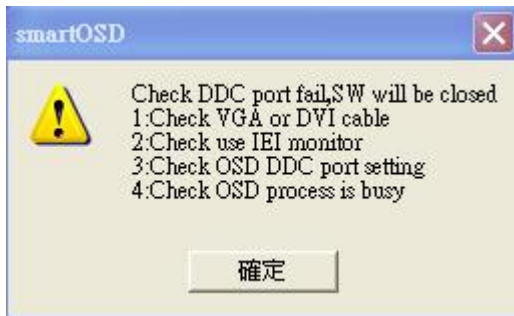 smartOSD
Check DDC port fail,SW will be closed
1:Check VGA or DVI cable
2:Check use IEI monitor
3:Check OSD DDC port setting
4:Check OSD process is busy
確定